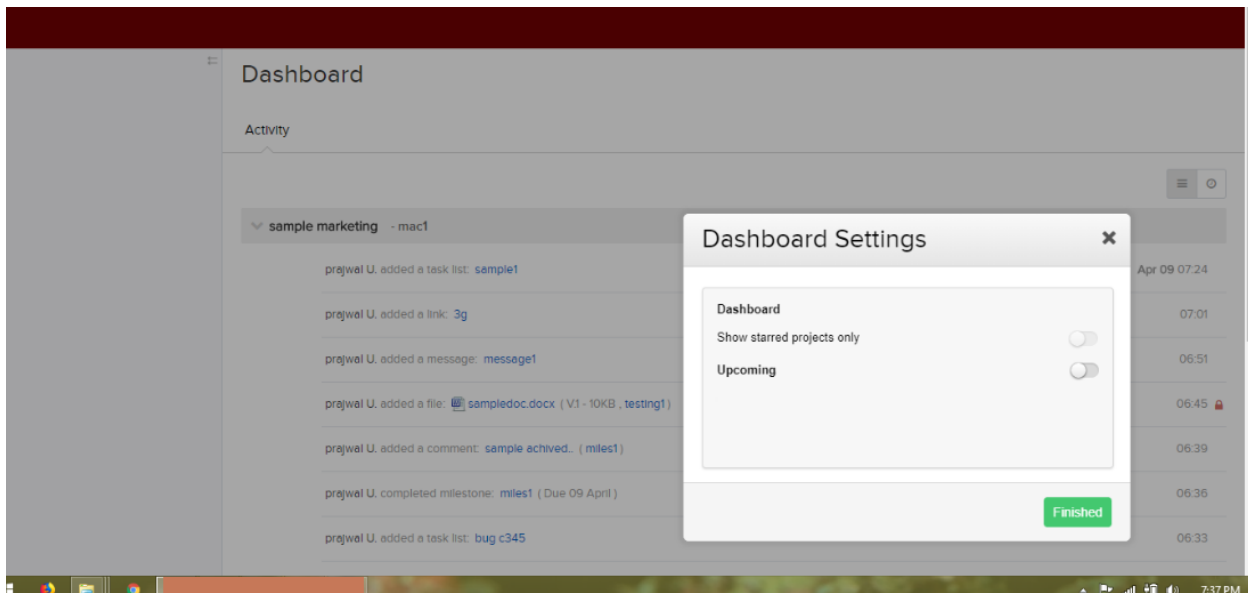 Dashboard
Activity
sample marketing - mac1
prajwal U. added a task list: sample1 Apr 09 07:24
prajwal U. added a link: 3g 07:01
prajwal U. added a message: message1 06:51
prajwal U. added a file: sampledoc.docx ( V.1 - 10KB , testing1 ) 06:45
prajwal U. added a comment: sample achived.. ( miles1 ) 06:39
prajwal U. completed milestone: miles1 ( Due 09 April ) 06:36
prajwal U. added a task list: bug c345 06:33
Dashboard Settings
Dashboard
Show starred projects only
Upcoming
Finished
7:37 PM